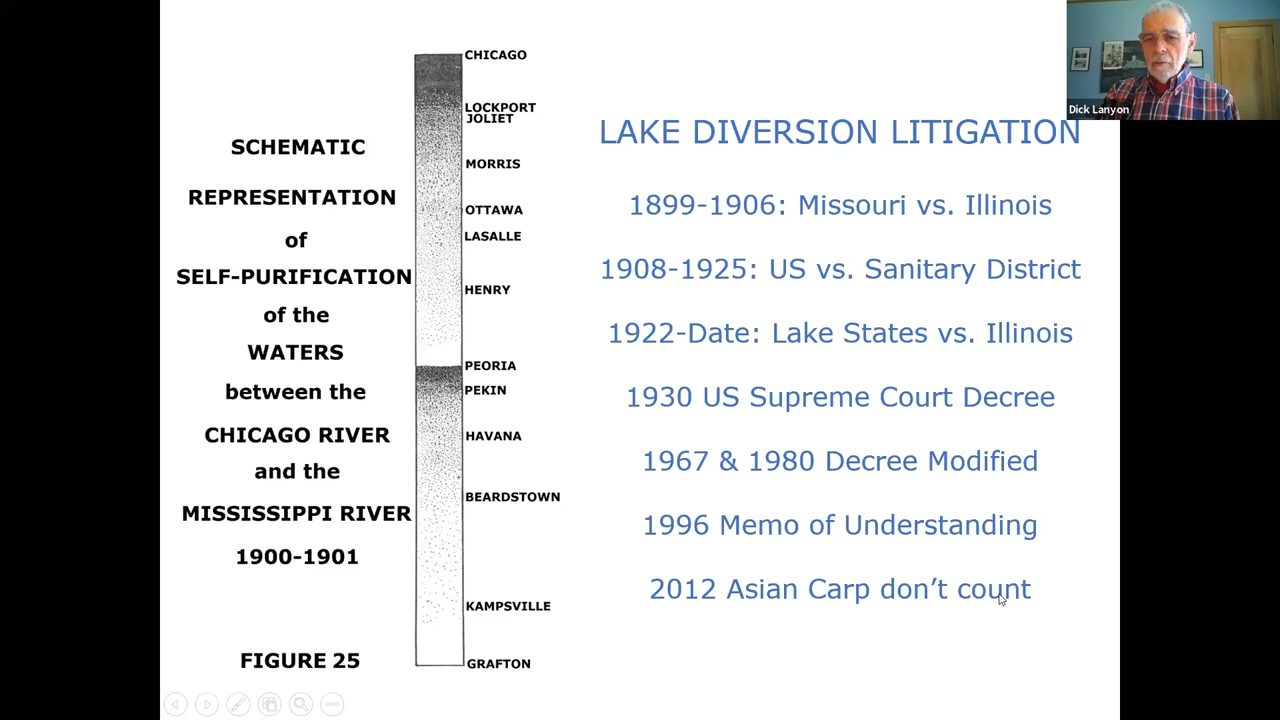 SCHEMATIC
REPRESENTATION
of
SELF-PURIFICATION
of the
WATERS
between the
CHICAGO RIVER
and the
MISSISSIPPI RIVER
1900-1901
FIGURE 25
CHICAGO
LOCKPORT
JOLIET
MORRIS
OTTAWA
LASALLE
HENRY
PEORIA
PEKIN
HAVANA
BEARDSTOWN
KAMPSVILLE
GRAFTON
LAKE DIVERSION LITIGATION
1899-1906: Missouri vs. Illinois
1908-1925: US vs. Sanitary District
1922-Date: Lake States vs. Illinois
1930 US Supreme Court Decree
1967 & 1980 Decree Modified
1996 Memo of Understanding
2012 Asian Carp don’t count
Dick Lanyon